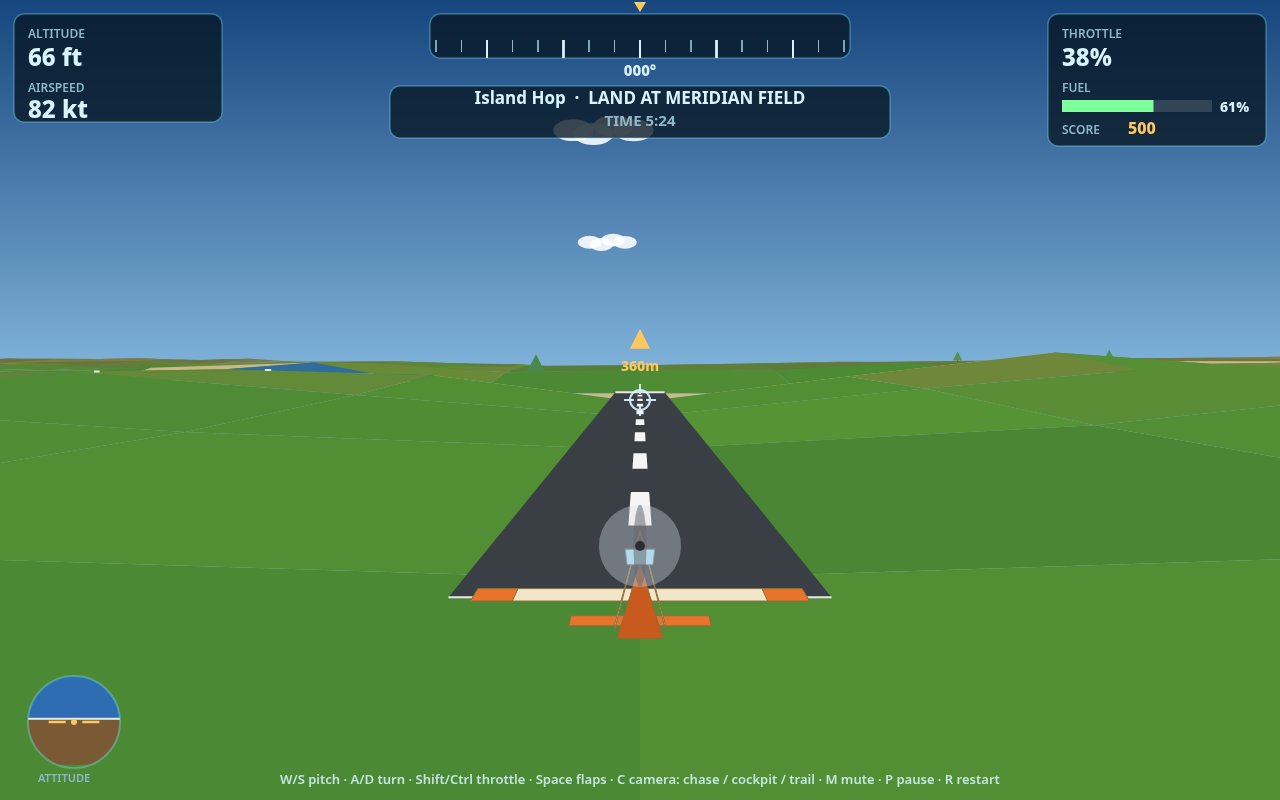 ALTITUDE
66 ft
AIRSPEED
82 kt
000°
Island Hop · LAND AT MERIDIAN FIELD
TIME 5:24
THROTTLE
38%
FUEL
61%
SCORE 500
360m
ATTITUDE
W/S pitch · A/D turn · Shift/Ctrl throttle · Space flaps · C camera: chase / cockpit / trail · M mute · P pause · R restart